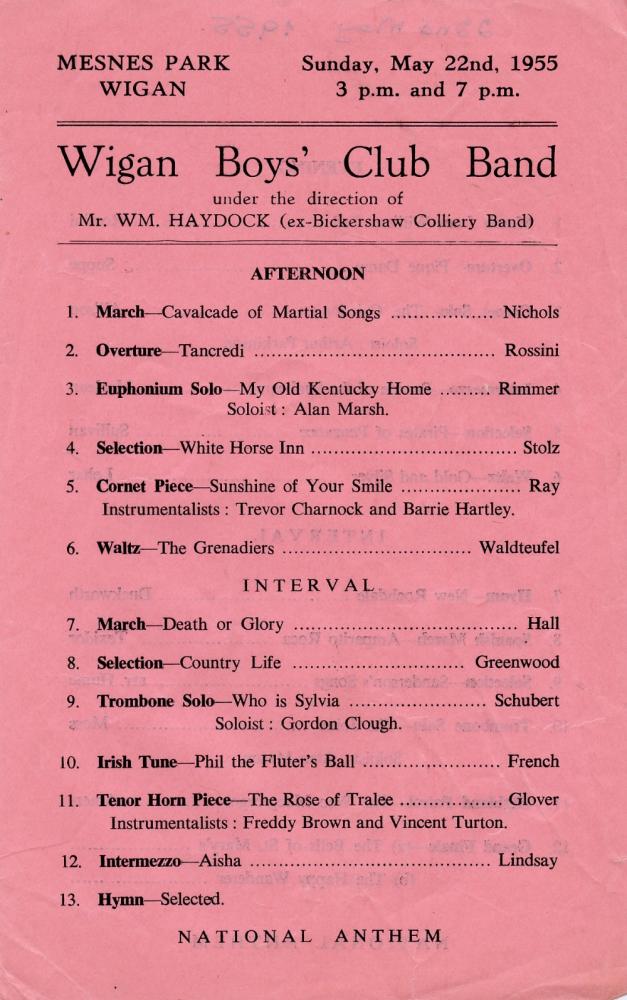 MESNES PARK
WIGAN
Sunday, May 22nd, 1955
3 p.m. and 7 p.m.
Wigan Boys' Club Band
under the direction of
Mr. WM. HAYDOCK (ex-Bickershaw Colliery Band)
AFTERNOON
1. March—Cavalcade of Martial Songs .................. Nichols
2. Overture—Tancredi .......................................... Rossini
3. Euphonium Solo—My Old Kentucky Home ......... Rimmer
Soloist : Alan Marsh.
4. Selection—White Horse Inn .................................... Stolz
5. Cornet Piece—Sunshine of Your Smile ..................... Ray
Instrumentalists : Trevor Charnock and Barrie Hartley.
6. Waltz—The Grenadiers ................................. Waldteufel
INTERVAL
7. March—Death or Glory ........................................... Hall
8. Selection—Country Life .............................. Greenwood
9. Trombone Solo—Who is Sylvia ........................ Schubert
Soloist : Gordon Clough.
10. Irish Tune—Phil the Fluter's Ball ........................ French
11. Tenor Horn Piece—The Rose of Tralee .................. Glover
Instrumentalists : Freddy Brown and Vincent Turton.
12. Intermezzo—Aisha .......................................... Lindsay
13. Hymn—Selected.
NATIONAL ANTHEM